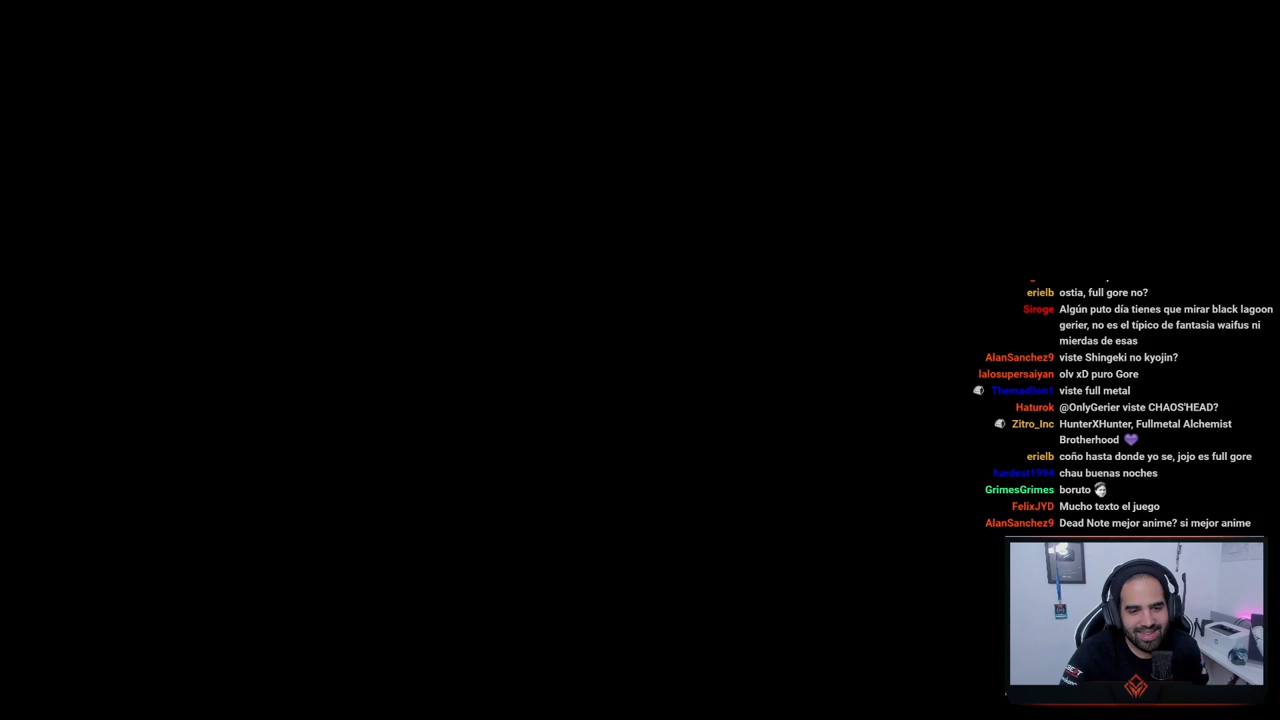 erielb ostia, full gore no?
Siroge Algún puto día tienes que mirar black lagoon
gerier, no es el típico de fantasia waifus ni
mierdas de esas
AlanSanchez9 viste Shingeki no kyojin?
lalosupersaiyan olv xD puro Gore
Themadlion1 viste full metal
Haturok @OnlyGerier viste CHAOS'HEAD?
Zitro_Inc HunterXHunter, Fullmetal Alchemist
Brotherhood
erielb coño hasta donde yo se, jojo es full gore
hardest1994 chau buenas noches
GrimesGrimes boruto
FelixJYD Mucho texto el juego
AlanSanchez9 Dead Note mejor anime? si mejor anime